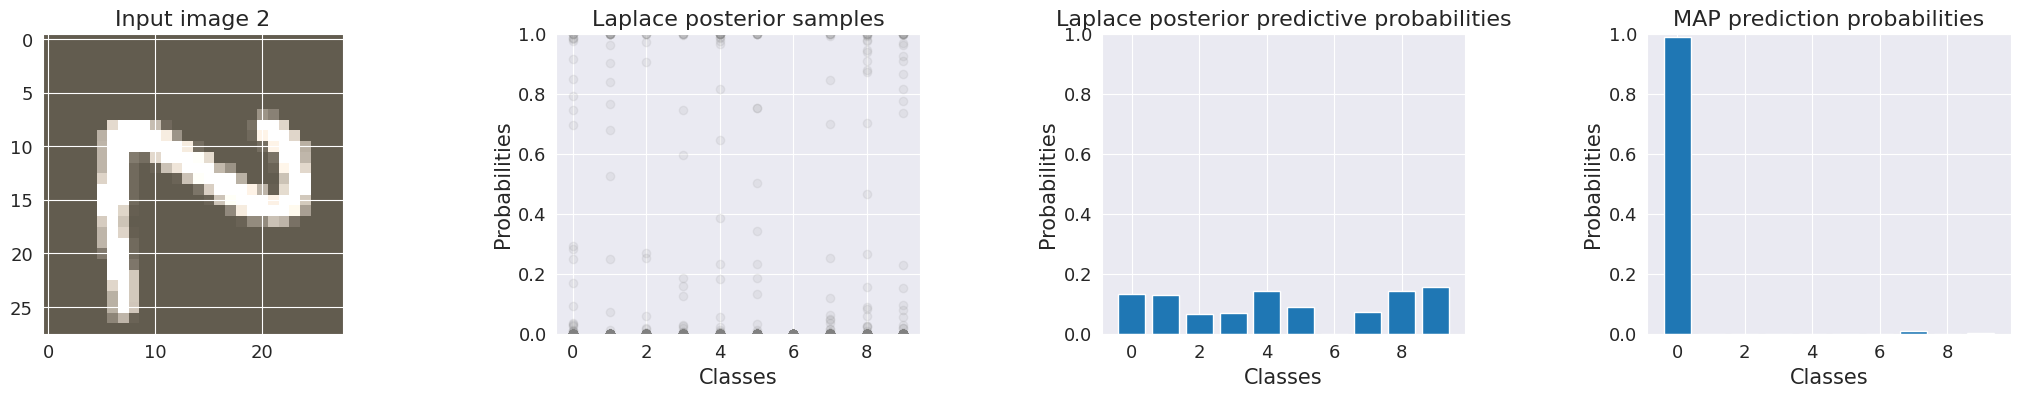 Input image 2
0
5
10
15
20
25
0 10 20
Laplace posterior samples
Probabilities
1.0
0.8
0.6
0.4
0.2
0.0
0 2 4 6 8
Classes
Laplace posterior predictive probabilities
Probabilities
1.0
0.8
0.6
0.4
0.2
0.0
0 2 4 6 8
Classes
MAP prediction probabilities
Probabilities
1.0
0.8
0.6
0.4
0.2
0.0
0 2 4 6 8
Classes